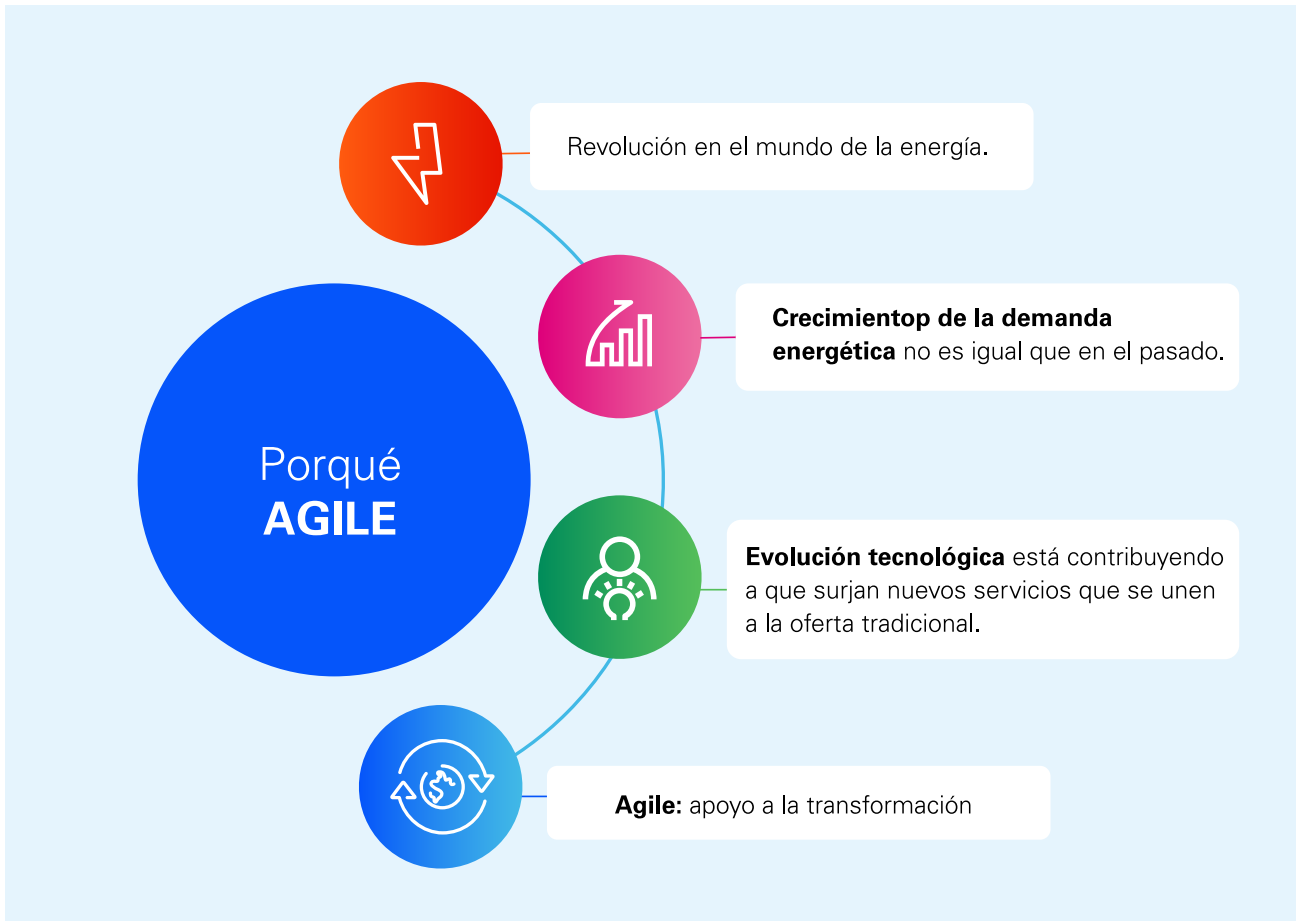 Revolución en el mundo de la energía.
Crecimientop de la demanda
energética no es igual que en el pasado.
Porqué
AGILE
Evolución tecnológica está contribuyendo
a que surjan nuevos servicios que se unen
a la oferta tradicional.
Agile: apoyo a la transformación